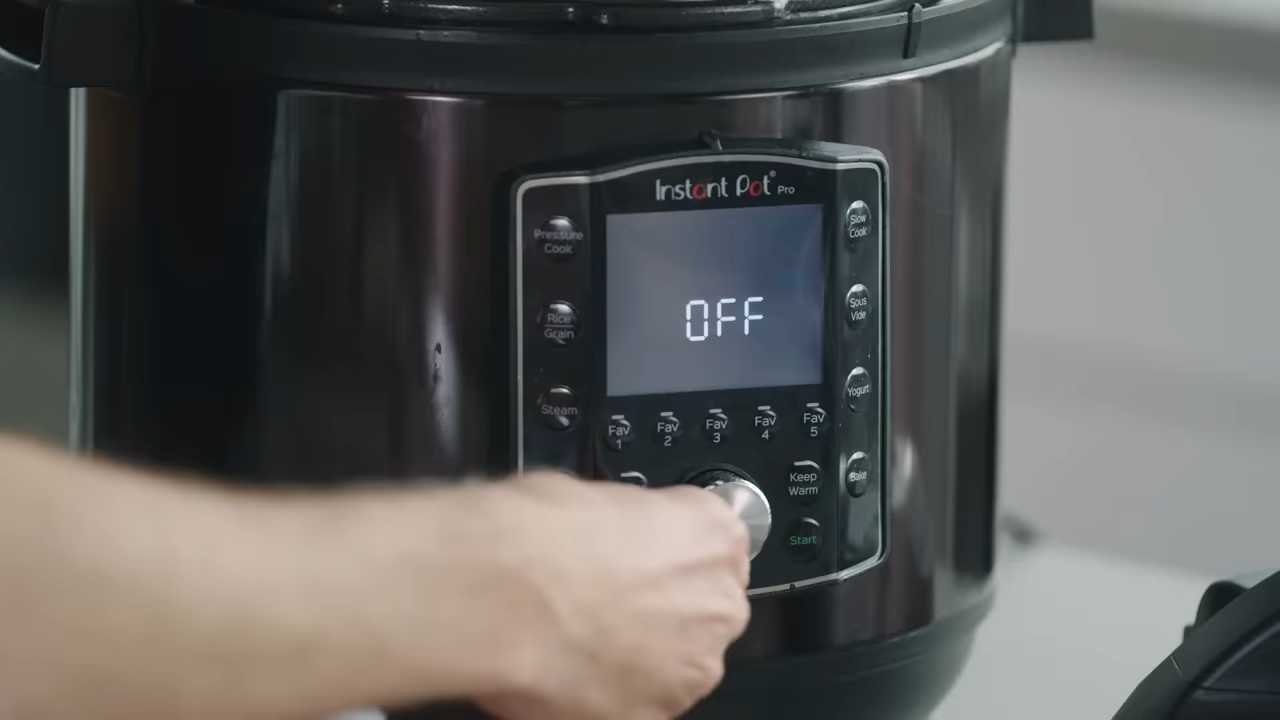 Instant Pot® Pro
Pressure
Cook
Rice
Grain
Steam
OFF
Slow
Cook
Sous
Vide
Yogurt
Bake
Fav
1
Fav
2
Fav
3
Fav
4
Fav
5
Keep
Warm
Start